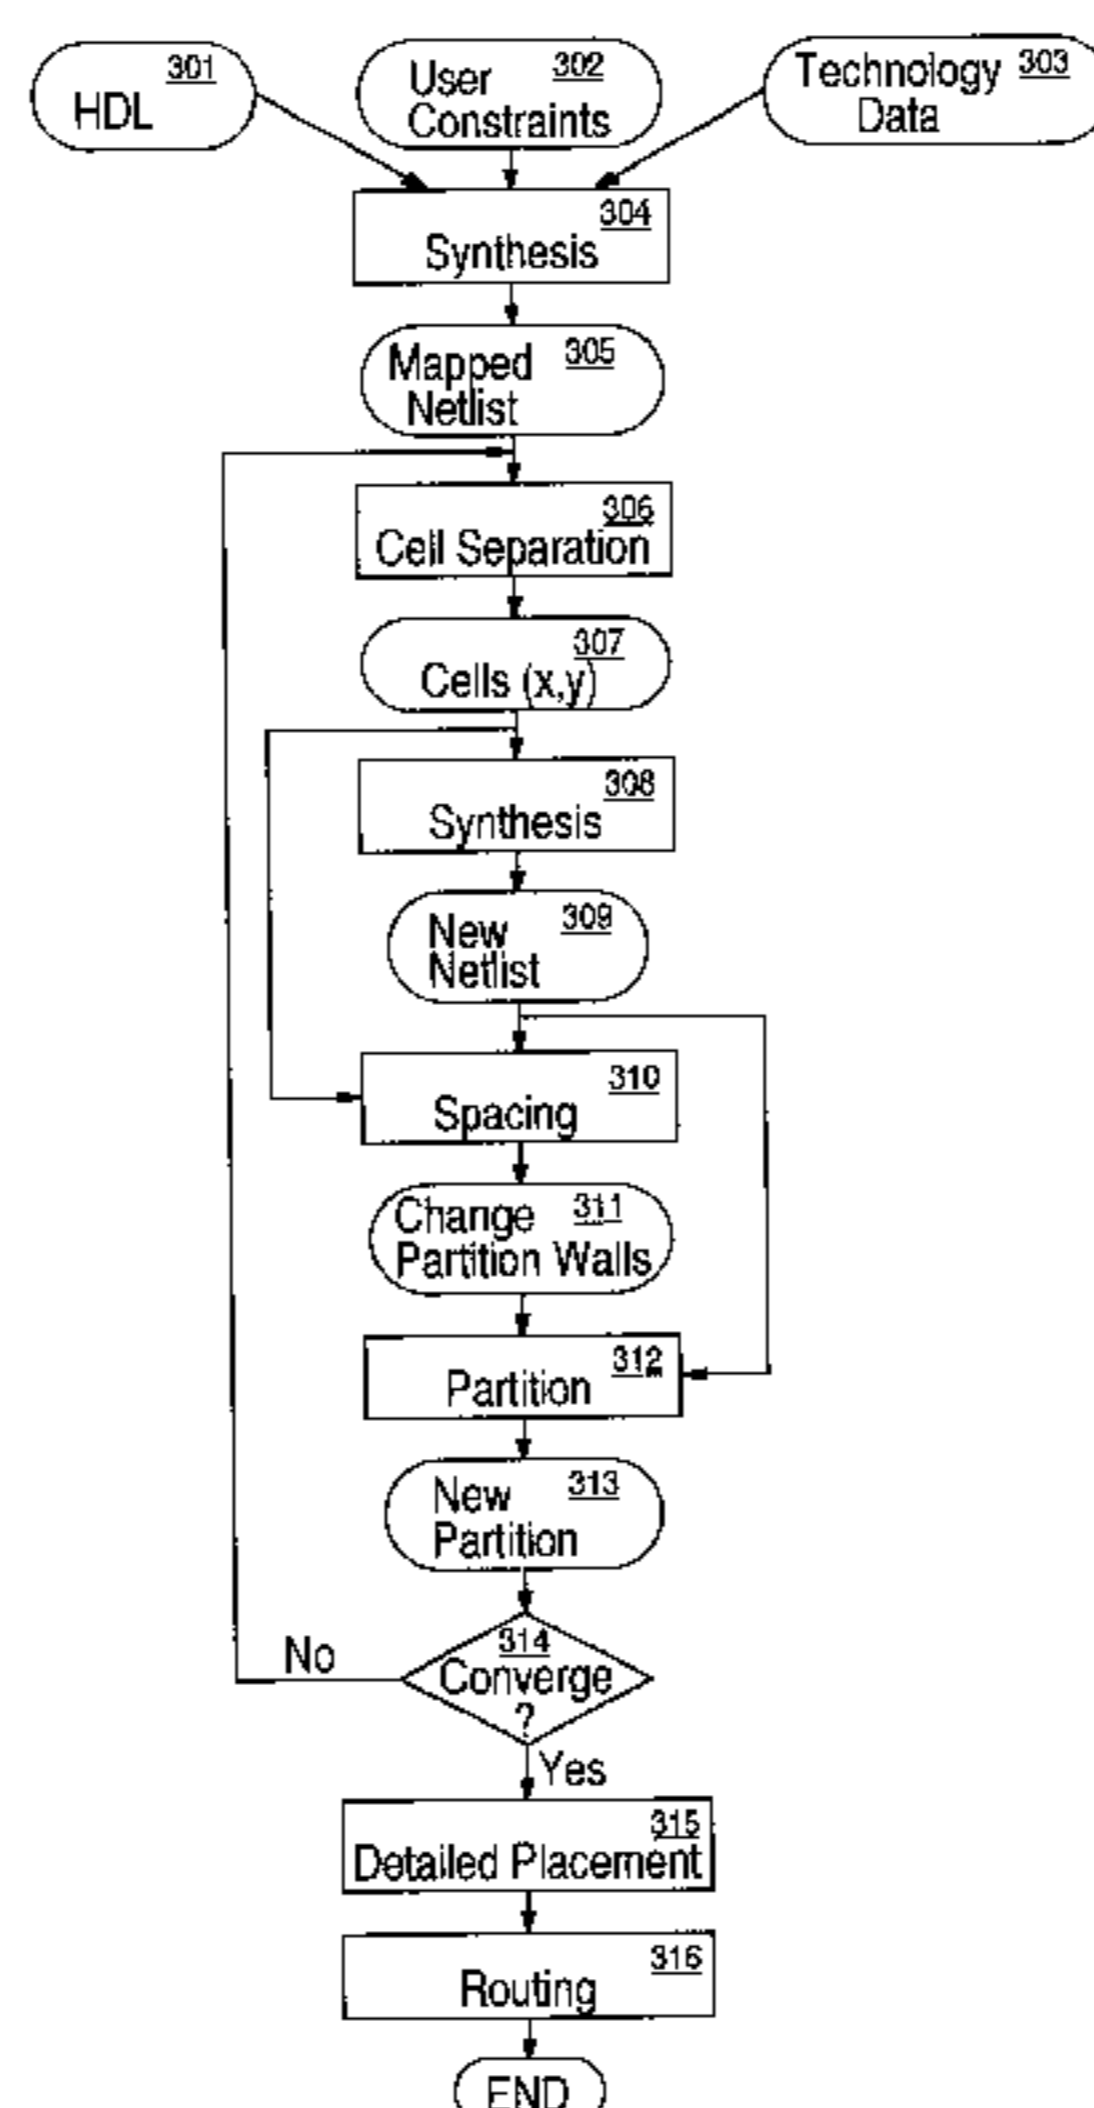 301
HDL
302
User
Constraints
303
Technology
Data
304
Synthesis
305
Mapped
Netlist
306
Cell Separation
307
Cells (x,y)
308
Synthesis
309
New
Netlist
310
Spacing
311
Change
Partition Walls
312
Partition
313
New
Partition
314
Converge
?
No
Yes
315
Detailed Placement
316
Routing
END